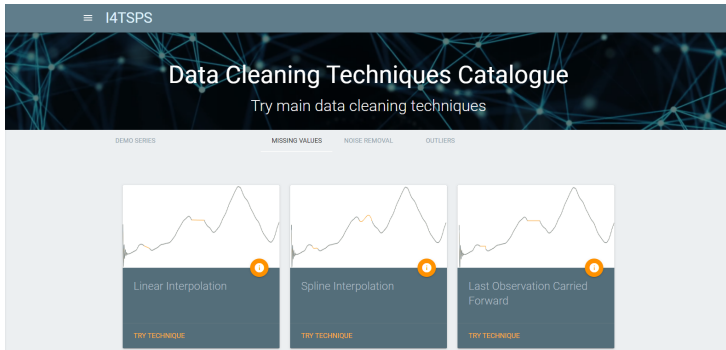 ≡ I4TSPS
Data Cleaning Techniques Catalogue
Try main data cleaning techniques
DEMO SERIES MISSING VALUES NOISE REMOVAL OUTLIERS
Linear Interpolation
TRY TECHNIQUE
Spline Interpolation
TRY TECHNIQUE
Last Observation Carried
Forward
TRY TECHNIQUE